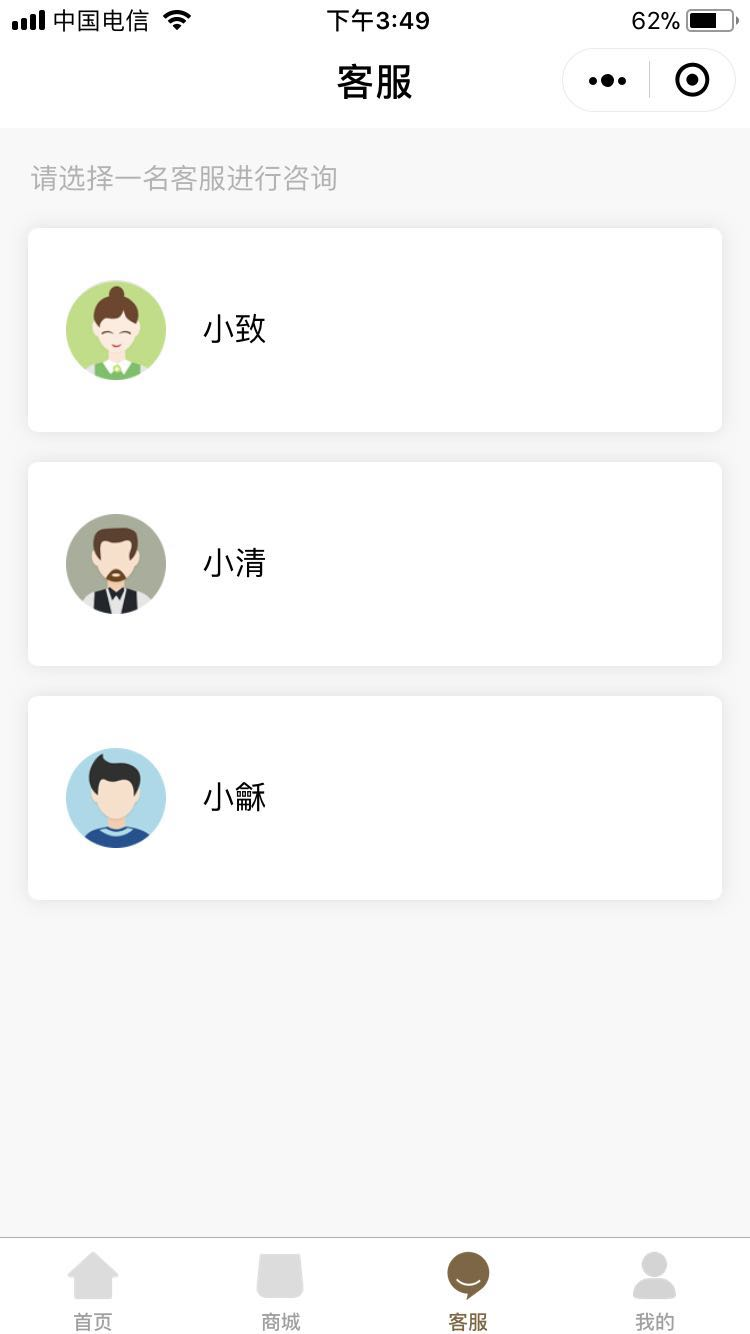 中国电信 下午3:49 62%
客服
请选择一名客服进行咨询
小致
小清
小龢
首页 商城 客服 我的